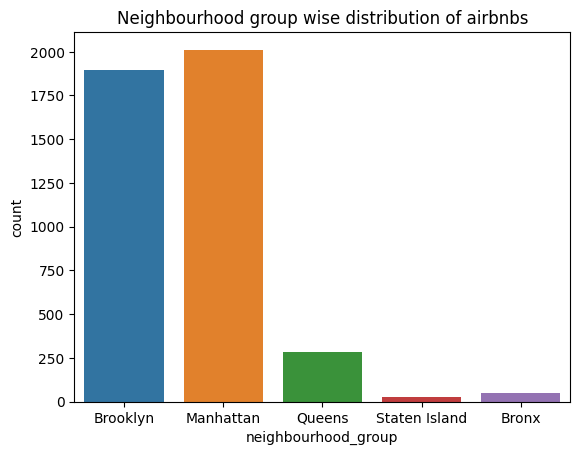 Neighbourhood group wise distribution of airbnbs
2000
1750
1500
1250
1000
750
500
250
0
count
Brooklyn Manhattan Queens Staten Island Bronx
neighbourhood_group